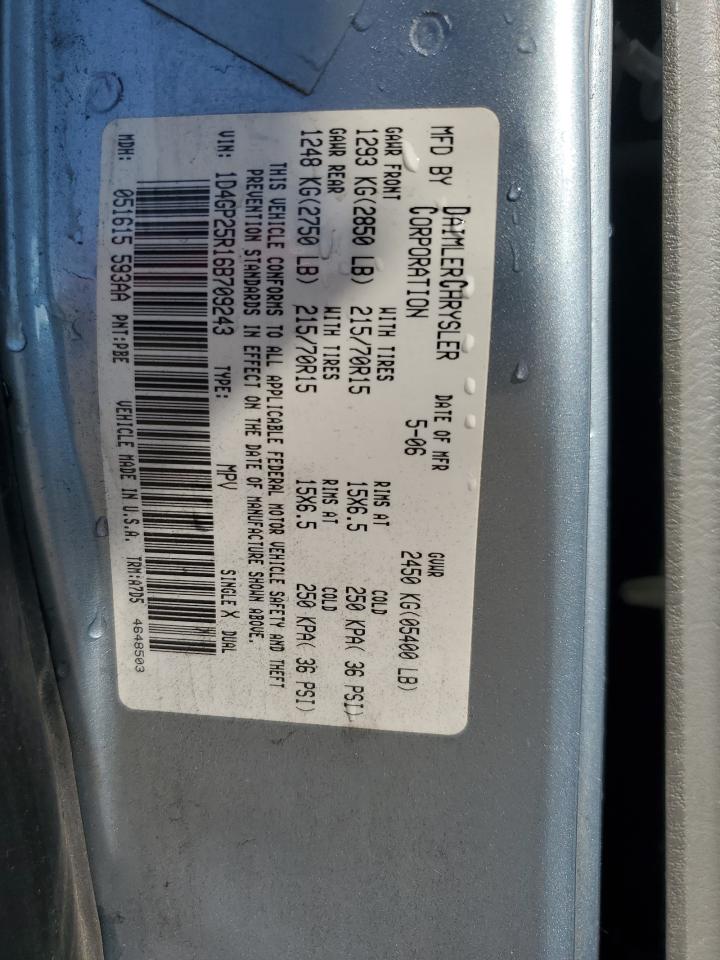 MFD BY DAIMLERCHRYSLER CORPORATION
DATE OF MFR 5-06
GVWR 2450 KG(05400 LB)
GAWR FRONT WITH TIRES RIMS AT COLD
1293 KG(2850 LB) 215/70R15 15X6.5 250 KPA( 36 PSI)
GAWR REAR WITH TIRES RIMS AT COLD
1248 KG(2750 LB) 215/70R15 15X6.5 250 KPA( 36 PSI)
THIS VEHICLE CONFORMS TO ALL APPLICABLE FEDERAL MOTOR VEHICLE SAFETY AND THEFT
PREVENTION STANDARDS IN EFFECT ON THE DATE OF MANUFACTURE SHOWN ABOVE.
VIN: 1D4GP25R16B709243 TYPE: MPV SINGLE X DUAL
MDH: 051615 593AA PNT:PBE VEHICLE MADE IN U.S.A. TRM:A7D5 4648503